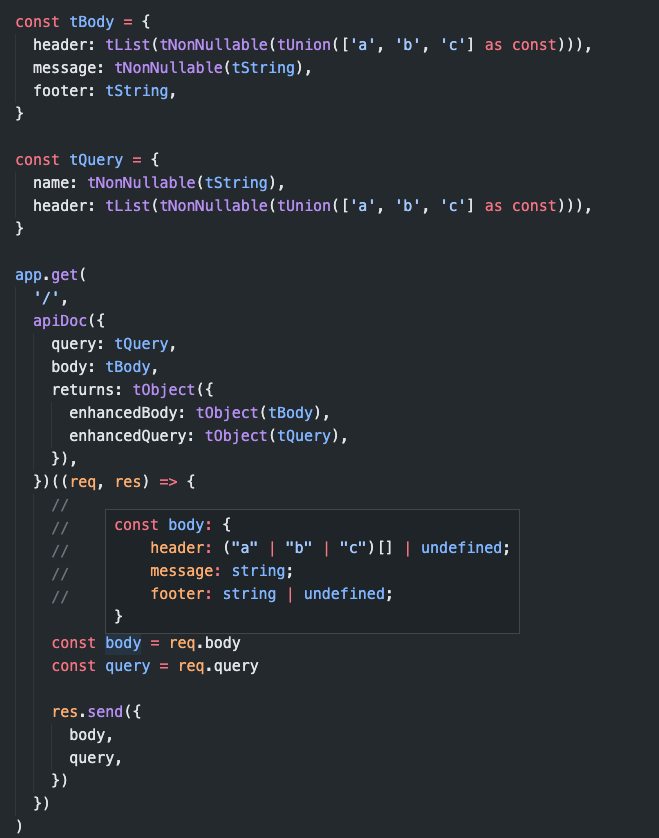 const tBody = {
  header: tList(tNonNullable(tUnion(['a', 'b', 'c'] as const))),
  message: tNonNullable(tString),
  footer: tString,
}

const tQuery = {
  name: tNonNullable(tString),
  header: tList(tNonNullable(tUnion(['a', 'b', 'c'] as const))),
}

app.get(
  '/',
  apiDoc({
    query: tQuery,
    body: tBody,
    returns: tObject({
      enhancedBody: tObject(tBody),
      enhancedQuery: tObject(tQuery),
    }),
  })((req, res) => {
    //
    //
    //
    //
    //
const body: {
    header: ("a" | "b" | "c")[] | undefined;
    message: string;
    footer: string | undefined;
}
    const body = req.body
    const query = req.query

    res.send({
      body,
      query,
    })
  })
)